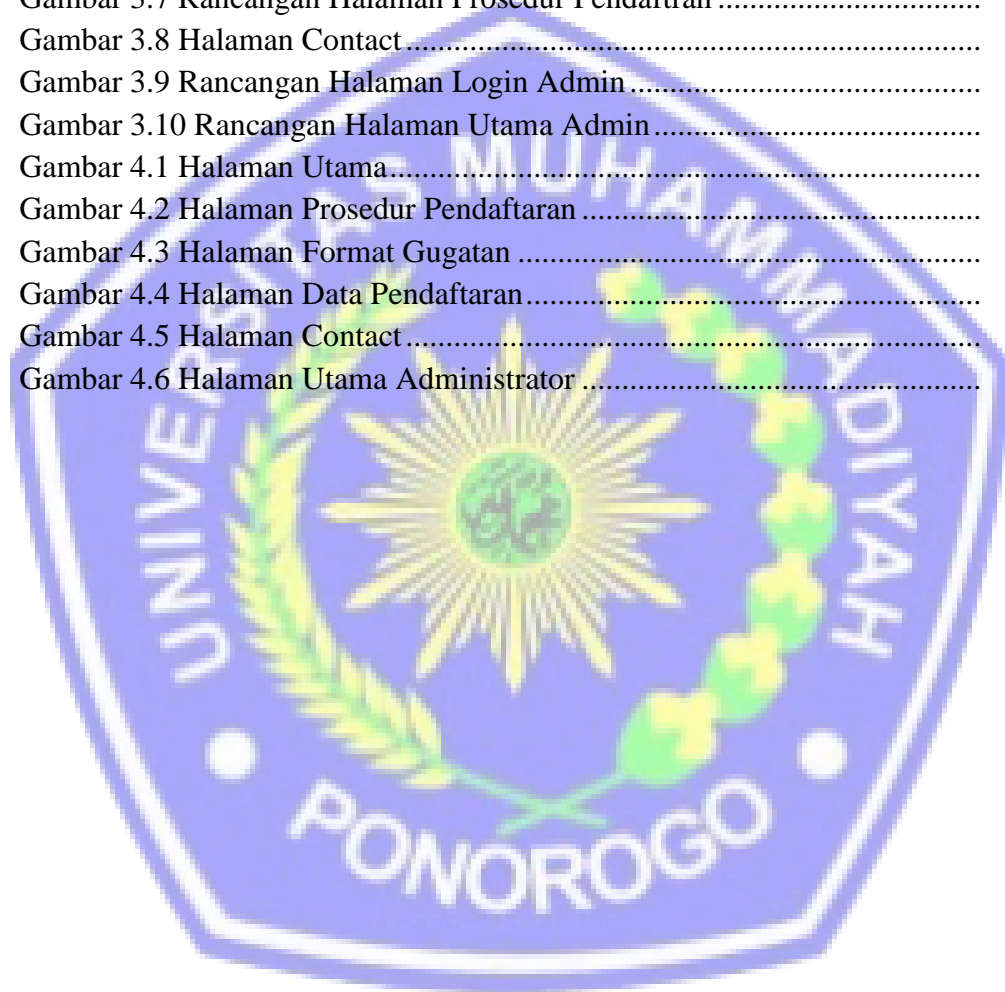 Gambar 3.7 Rancangan Halaman Prosedur Pendaftran ................................
Gambar 3.8 Halaman Contact ........................................................................
Gambar 3.9 Rancangan Halaman Login Admin ............................................
Gambar 3.10 Rancangan Halaman Utama Admin .........................................
Gambar 4.1 Halaman Utama ..........................................................................
Gambar 4.2 Halaman Prosedur Pendaftaran ..................................................
Gambar 4.3 Halaman Format Gugatan ..........................................................
Gambar 4.4 Halaman Data Pendaftaran .........................................................
Gambar 4.5 Halaman Contact ........................................................................
Gambar 4.6 Halaman Utama Administrator ..................................................
UNIVERSITAS MUHAMMADIYAH
PONOROGO